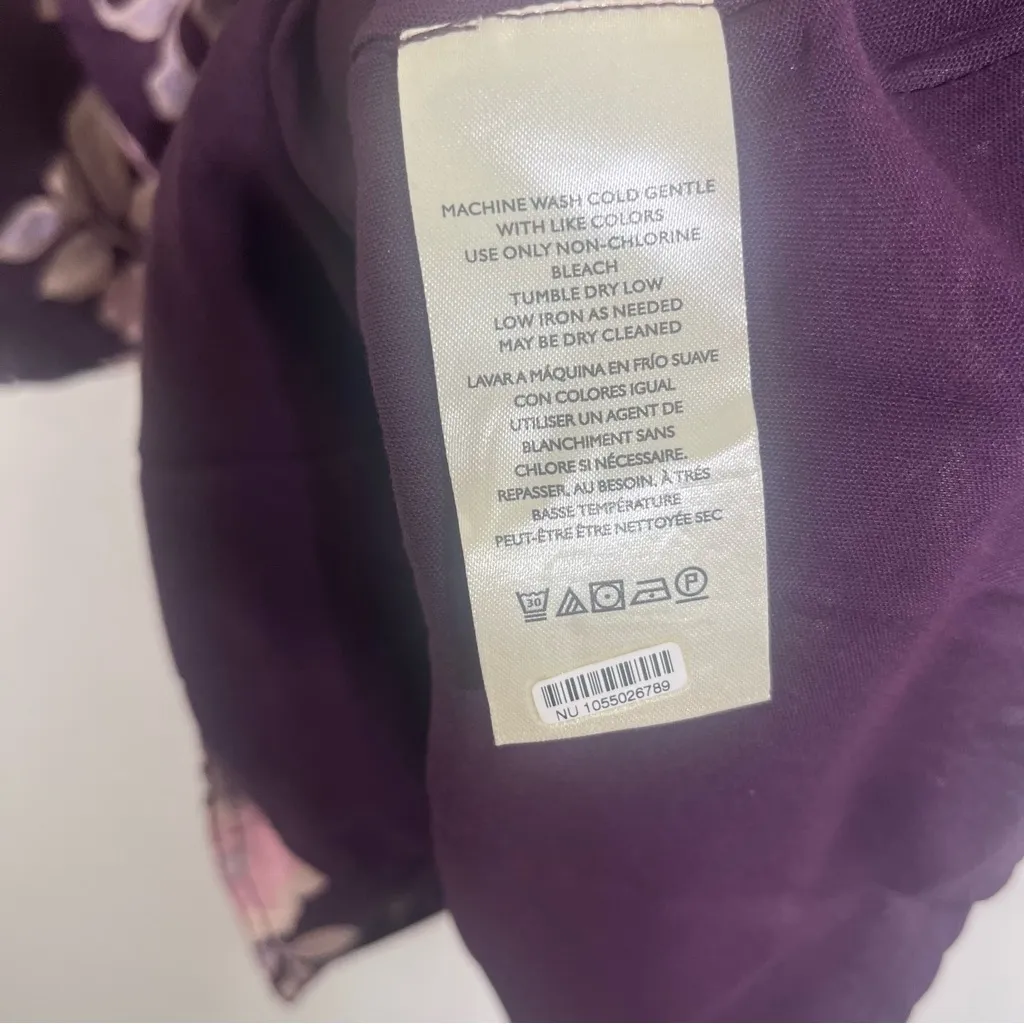 MACHINE WASH COLD GENTLE
WITH LIKE COLORS
USE ONLY NON-CHLORINE
BLEACH
TUMBLE DRY LOW
LOW IRON AS NEEDED
MAY BE DRY CLEANED
LAVAR A MÁQUINA EN FRÍO SUAVE
CON COLORES IGUAL
UTILISER UN AGENT DE
BLANCHIMENT SANS
CHLORE SI NÉCESSAIRE.
REPASSER, AU BESOIN, À TRÉS
BASSE TEMPÉRATURE
PEUT-ÊTRE ÊTRE NETTOYÉE SEC
30 P
NU 1055026789